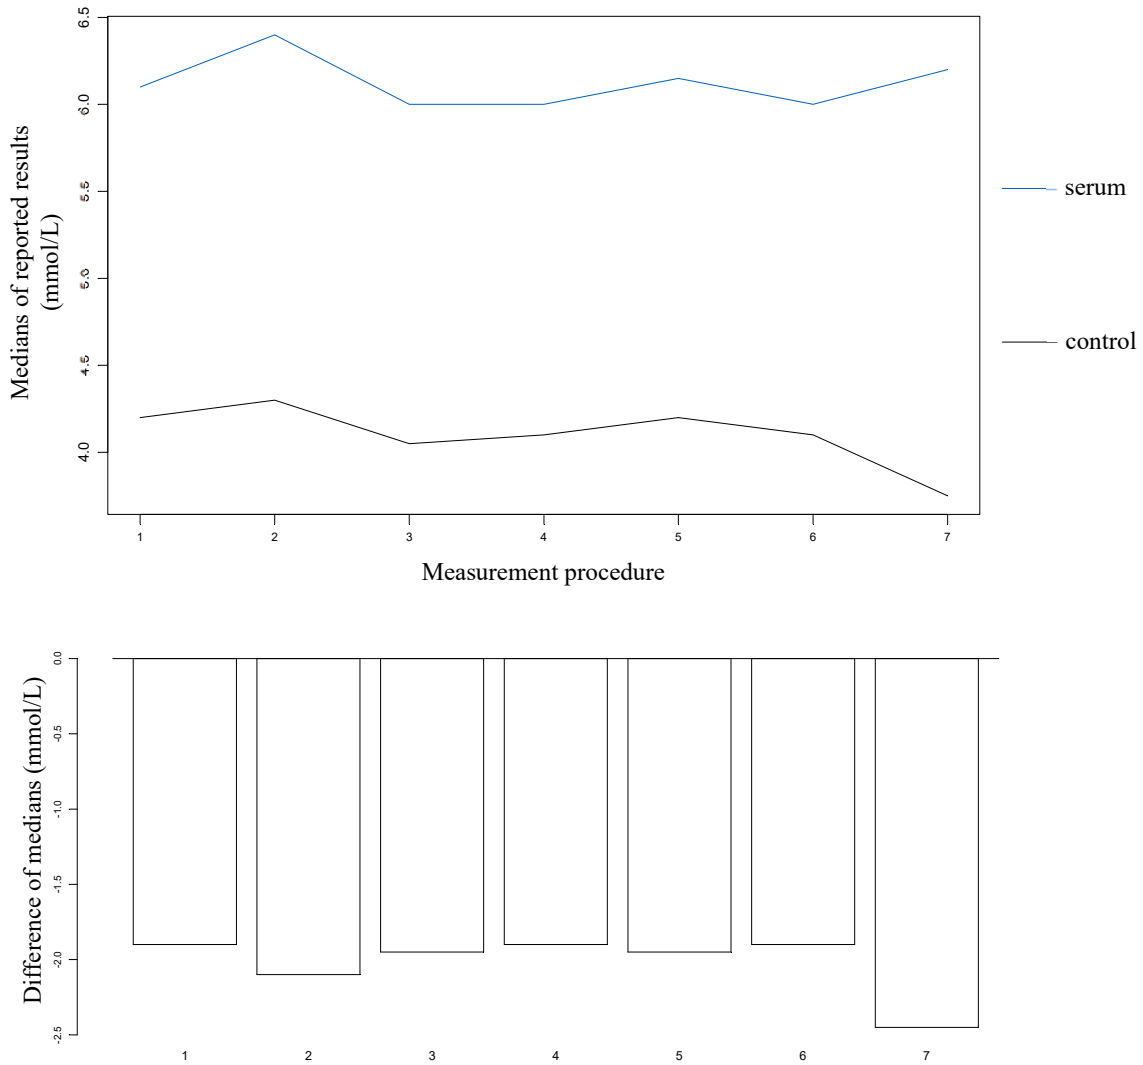 6.5
6.0
5.5
5.0
4.5
4.0
Medians of reported results
(mmol/L)
serum
control
1 2 3 4 5 6 7
Measurement procedure
0.0
-0.5
-1.0
-1.5
-2.0
-2.5
Difference of medians (mmol/L)
1 2 3 4 5 6 7